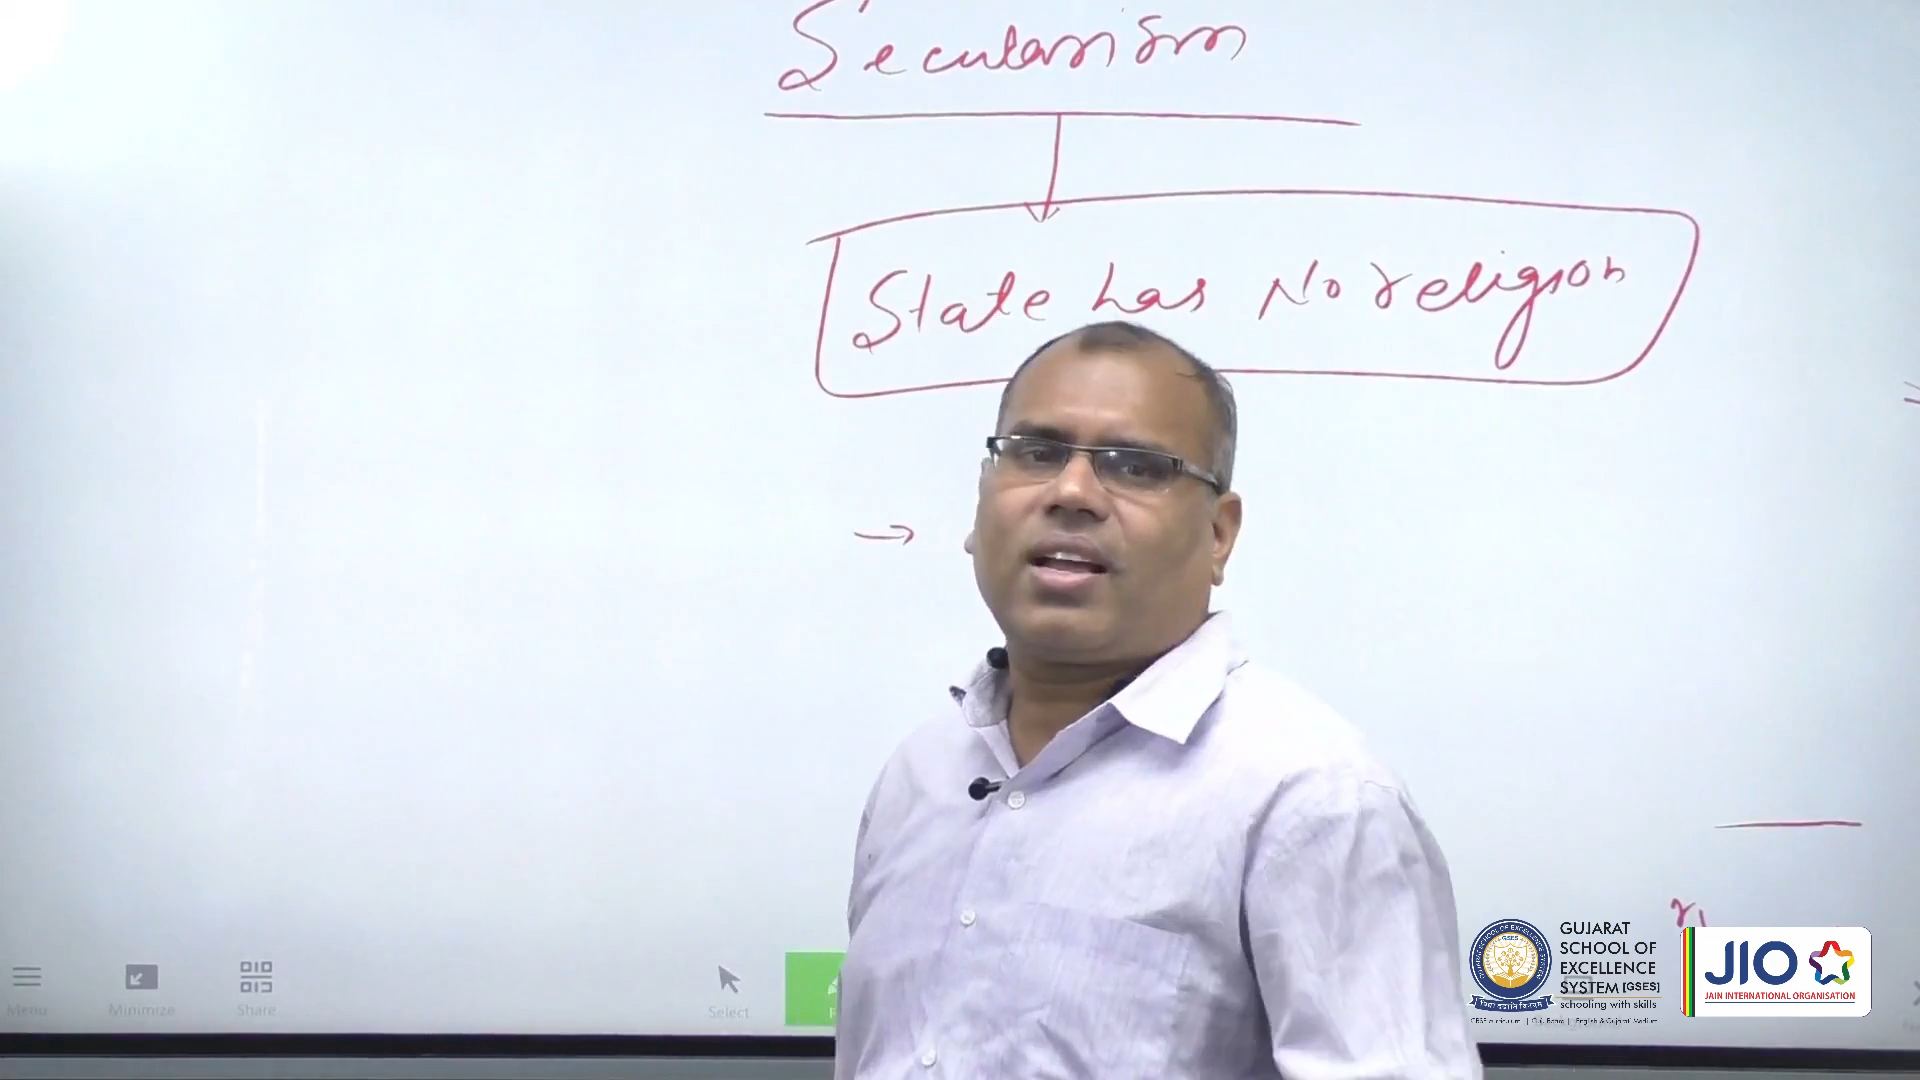 Secularism
State has No religion
Menu
Minimize
Share
Select
GUJARAT
SCHOOL OF
EXCELLENCE
SYSTEM [GSES]
schooling with skills
JIO
JAIN INTERNATIONAL ORGANISATION